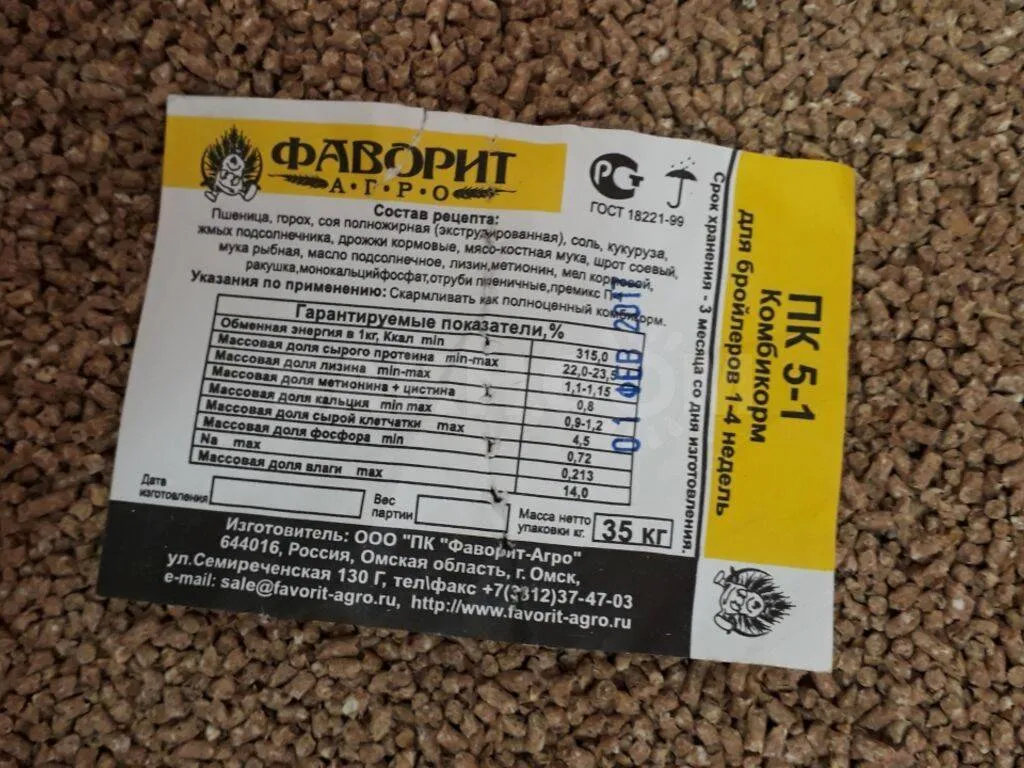 ФАВОРИТ
А·Г·Р·О
ГОСТ 18221-99
Состав рецепта:
Пшеница, горох, соя полножирная (экструдированная), соль, кукуруза,
жмых подсолнечника, дрожжи кормовые, мясо-костная мука, шрот соевый,
мука рыбная, масло подсолнечное, лизин,метионин, мел кормовой,
ракушка,монокальцийфосфат,отруби пшеничные,премикс
Указания по применению: Скармливать как полноценный комбикорм.
Гарантируемые показатели,%
Обменная энергия в 1кг, Ккал min 315,0
Массовая доля сырого протеина min-max 22,0-23,5
Массовая доля лизина min-max 1,1-1,15
Массовая доля метионина + цистина 0,8
Массовая доля кальция min max 0,9-1,2
Массовая доля сырой клетчатки max 4,5
Массовая доля фосфора min 0,72
Na max 0,213
Массовая доля влаги max 14,0
Дата
изготовления
Вес
партии
Масса нетто
упаковки кг.
35 кг
Изготовитель: ООО "ПК "Фаворит-Агро"
644016, Россия, Омская область, г. Омск,
ул.Семиреченская 130 Г, тел\факс +7(3812)37-47-03
e-mail: sale@favorit-agro.ru, http://www.favorit-agro.ru
01 ФЕВ 2017
Срок хранения - 3 месяца со дня изготовления.
ПК 5-1
Комбикорм
для бройлеров 1-4 недель